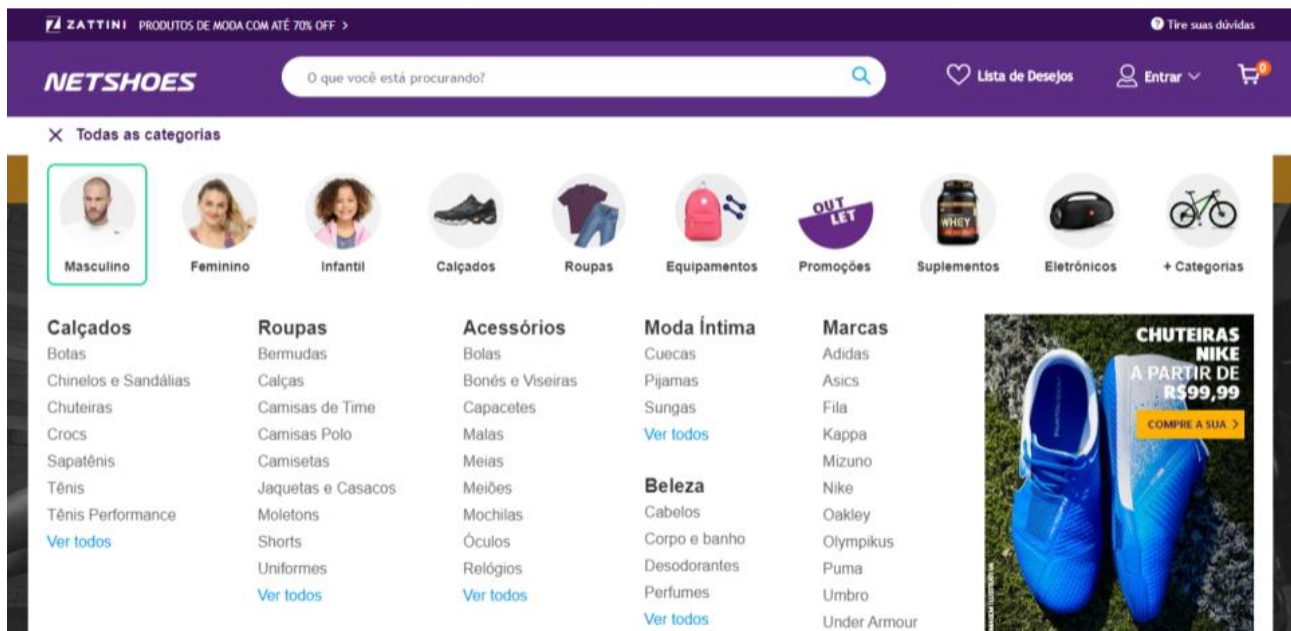 ZATTINI PRODUTOS DE MODA COM ATÉ 70% OFF >
Tire suas dúvidas
NETSHOES
O que você está procurando?
Lista de Desejos
Entrar
0
Todas as categorias
OUT
LET
WHEY
Masculino
Feminino
Infantil
Calçados
Roupas
Equipamentos
Promoções
Suplementos
Eletrônicos
+ Categorias
Calçados
Botas
Chinelos e Sandálias
Chuteiras
Crocs
Sapatênis
Tênis
Tênis Performance
Ver todos
Roupas
Bermudas
Calças
Camisas de Time
Camisas Polo
Camisetas
Jaquetas e Casacos
Moletons
Shorts
Uniformes
Ver todos
Acessórios
Bolas
Bonés e Viseiras
Capacetes
Malas
Meias
Meiões
Mochilas
Óculos
Relógios
Ver todos
Moda Íntima
Cuecas
Pijamas
Sungas
Ver todos
Beleza
Cabelos
Corpo e banho
Desodorantes
Perfumes
Ver todos
Marcas
Adidas
Asics
Fila
Kappa
Mizuno
Nike
Oakley
Olympikus
Puma
Umbro
Under Armour
CHUTEIRAS
NIKE
A PARTIR DE
R$99,99
COMPRE A SUA >